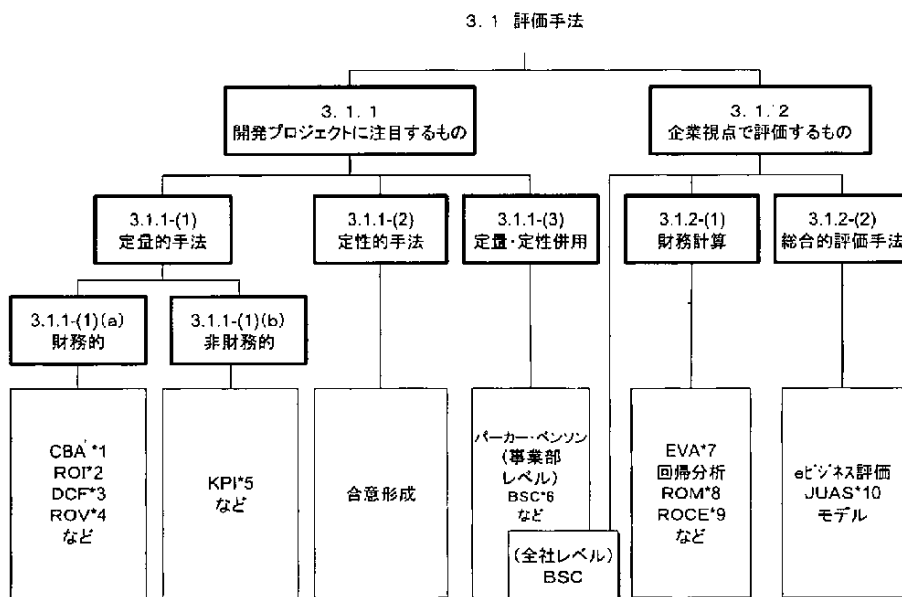 3. 1 評価手法
3. 1. 1
開発プロジェクトに注目するもの
3. 1. 2
企業視点で評価するもの
3.1.1-(1)
定量的手法
3.1.1-(2)
定性的手法
3.1.1-(3)
定量・定性併用
3.1.2-(1)
財務計算
3.1.2-(2)
総合的評価手法
3.1.1-(1)(a)
財務的
3.1.1-(1)(b)
非財務的
CBA *1
ROI*2
DCF*3
ROV*4
など
KPI*5
など
合意形成
パーカー・ベンソン
(事業部
レベル)
BSC*6
など
(全社レベル)
BSC
EVA*7
回帰分析
ROM*8
ROCE*9
など
eビジネス評価
JUAS*10
モデル